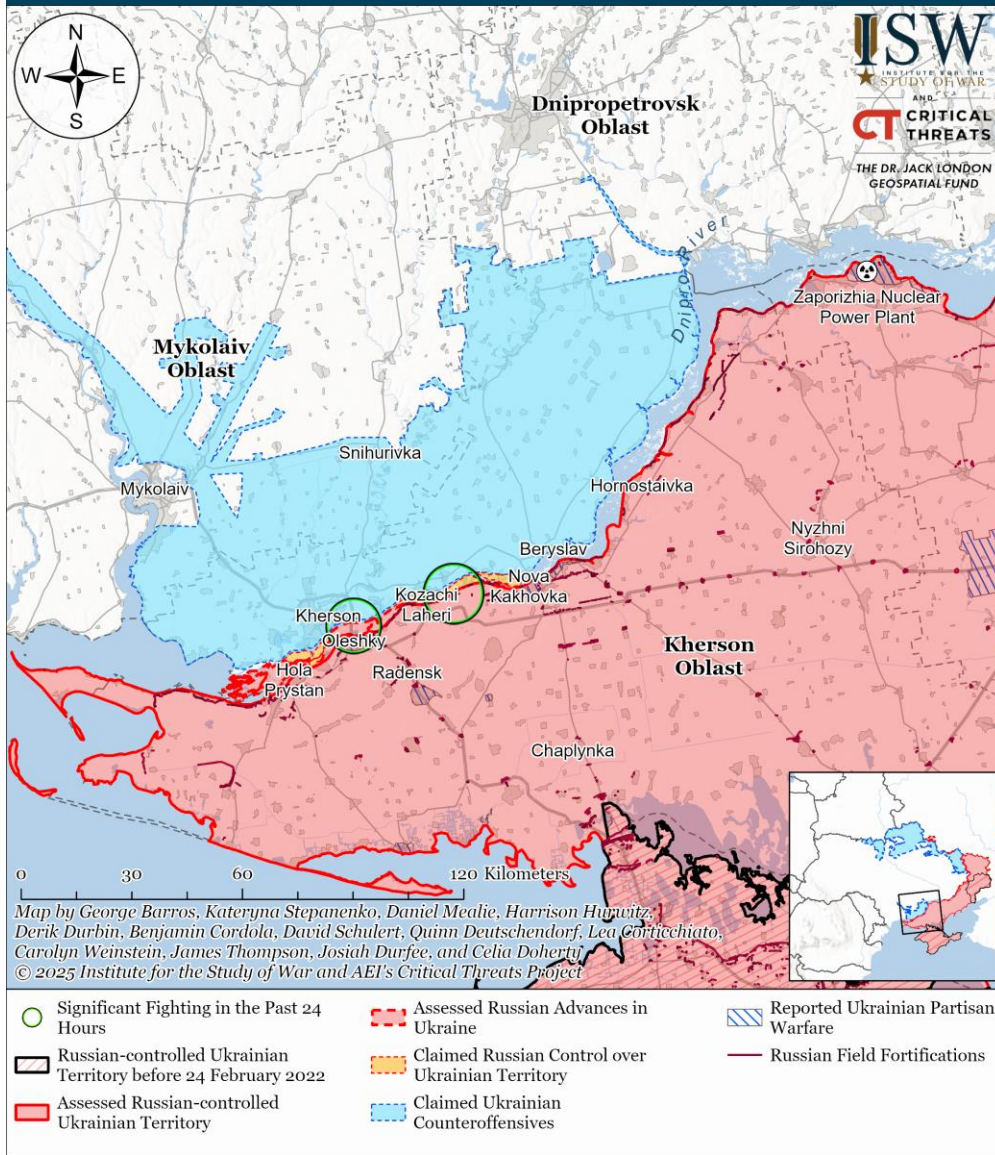 N
W E
S
ISW
INSTITUTE FOR THE
STUDY OF WAR
AND
CT CRITICAL
THREATS
THE DR. JACK LONDON
GEOSPATIAL FUND
Dnipropetrovsk
Oblast
Dnipro River
Zaporizhia Nuclear
Power Plant
Mykolaiv
Oblast
Snihurivka
Mykolaiv
Hornostaivka
Nyzhni
Sirohozy
Beryslav
Nova
Kakhovka
Kozachi
Laheri
Kherson
Oleshky
Kherson
Oblast
Hola
Prystan
Radensk
Chaplynka
0 30 60 120 Kilometers
Map by George Barros, Kateryna Stepanenko, Daniel Mealie, Harrison Hurwitz,
Derik Durbin, Benjamin Cordola, David Schulert, Quinn Deutschendorf, Lea Corticchiato,
Carolyn Weinstein, James Thompson, Josiah Durfee, and Celia Doherty
© 2025 Institute for the Study of War and AEI's Critical Threats Project
Significant Fighting in the Past 24
Hours
Russian-controlled Ukrainian
Territory before 24 February 2022
Assessed Russian-controlled
Ukrainian Territory
Assessed Russian Advances in
Ukraine
Claimed Russian Control over
Ukrainian Territory
Claimed Ukrainian
Counteroffensives
Reported Ukrainian Partisan
Warfare
Russian Field Fortifications